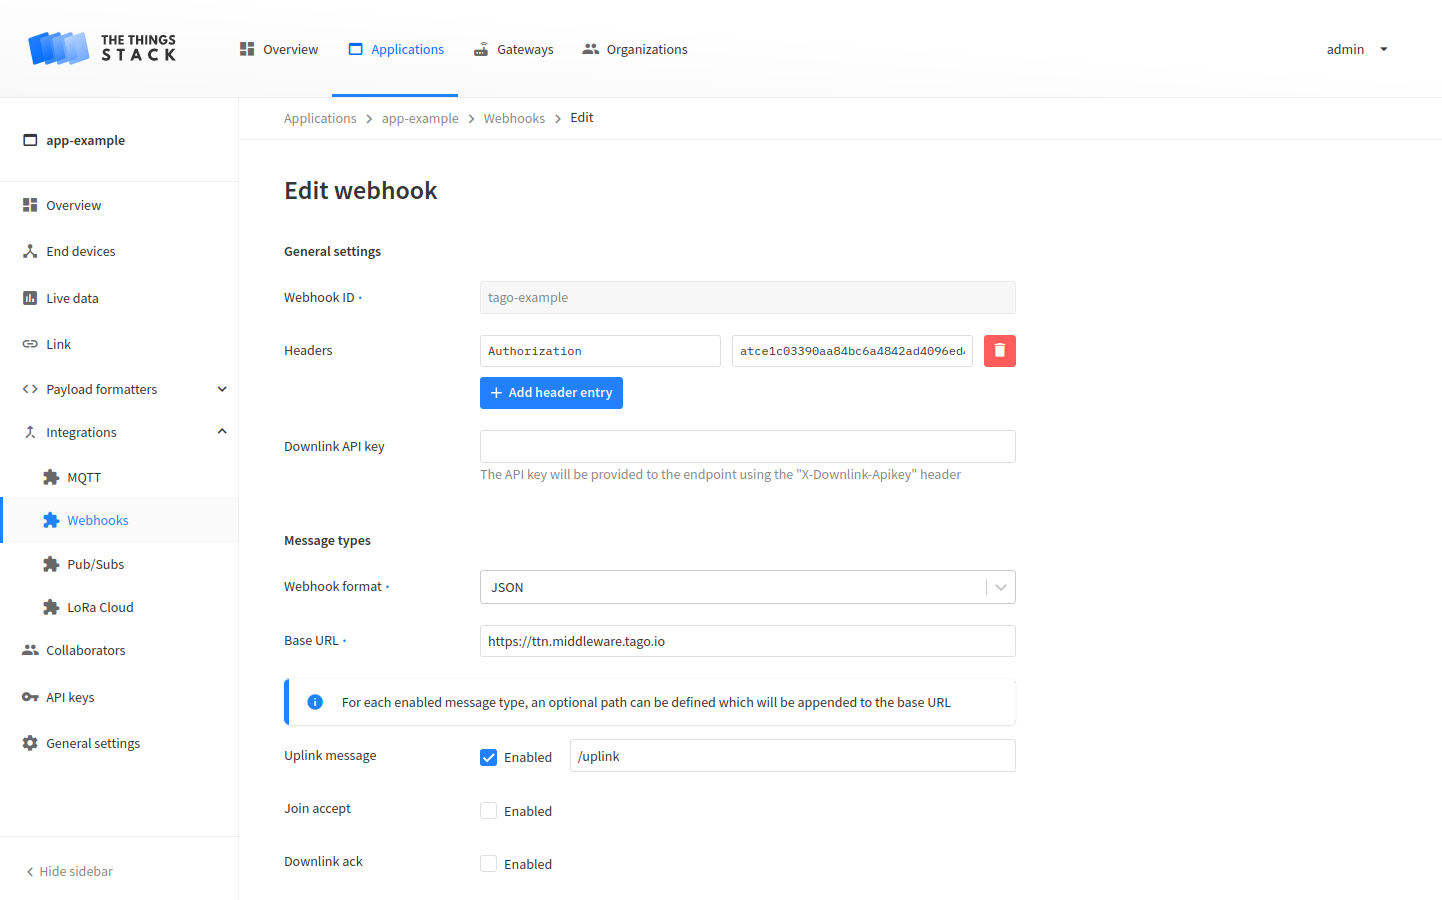 THE THINGS
STACK
Overview
Applications
Gateways
Organizations
admin
app-example
Overview
End devices
Live data
Link
Payload formatters
Integrations
MQTT
Webhooks
Pub/Subs
LoRa Cloud
Collaborators
API keys
General settings
Hide sidebar
Applications > app-example > Webhooks > Edit
Edit webhook
General settings
Webhook ID • tago-example
Headers Authorization atce1c03390aa84bc6a4842ad4096ed
+ Add header entry
Downlink API key
The API key will be provided to the endpoint using the "X-Downlink-Apikey" header
Message types
Webhook format • JSON
Base URL • https://ttn.middleware.tago.io
For each enabled message type, an optional path can be defined which will be appended to the base URL
Uplink message Enabled /uplink
Join accept Enabled
Downlink ack Enabled